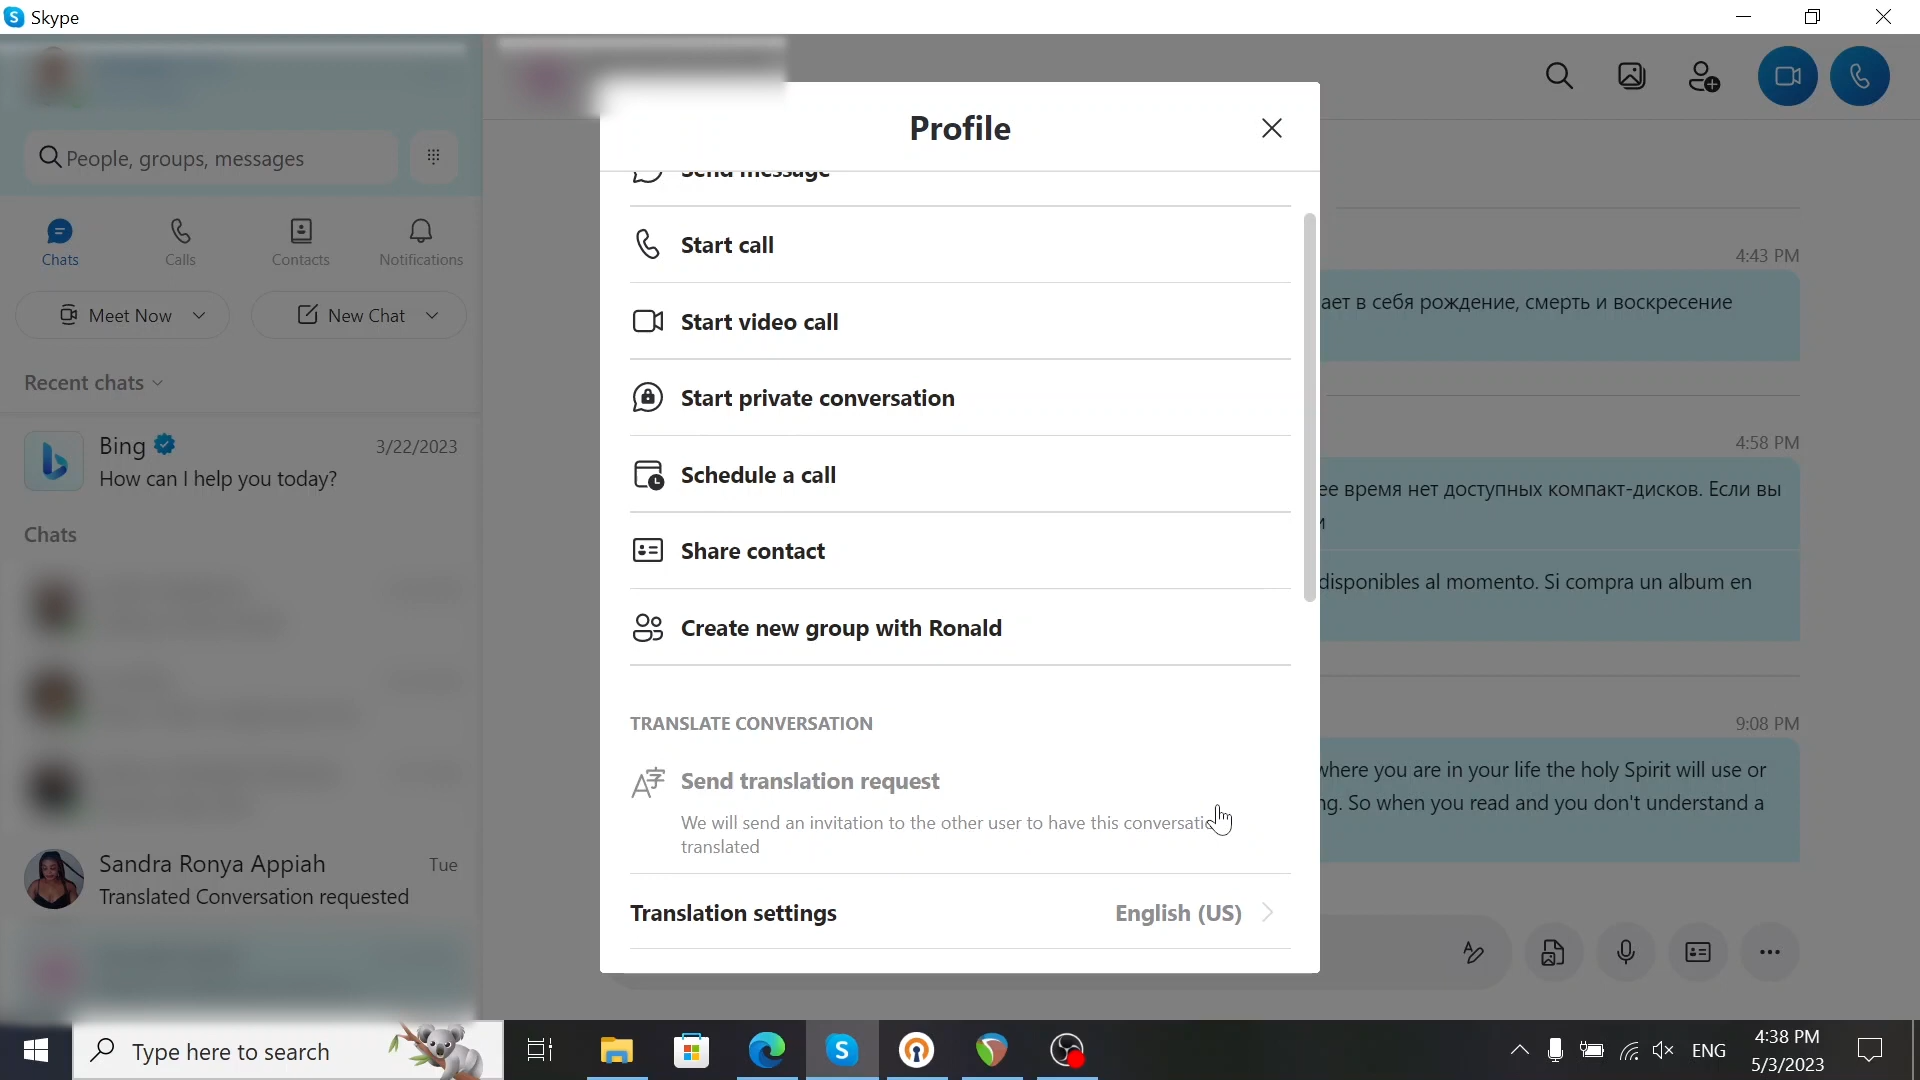 Skype
People, groups, messages
Chats
Calls
Contacts
Notifications
Meet Now
New Chat
Recent chats
Bing
3/22/2023
How can I help you today?
Chats
Sandra Ronya Appiah
Tue
Translated Conversation requested
Profile
Send message
Start call
Start video call
Start private conversation
Schedule a call
Share contact
Create new group with Ronald
TRANSLATE CONVERSATION
Send translation request
We will send an invitation to the other user to have this conversation
translated
Translation settings
English (US)
4:43 PM
ает в себя рождение, смерть и воскресение
4:58 PM
ее время нет доступных компакт-дисков. Если вы
disponibles al momento. Si compra un album en
9:08 PM
where you are in your life the holy Spirit will use or
ng. So when you read and you don't understand a
Type here to search
ENG
4:38 PM
5/3/2023